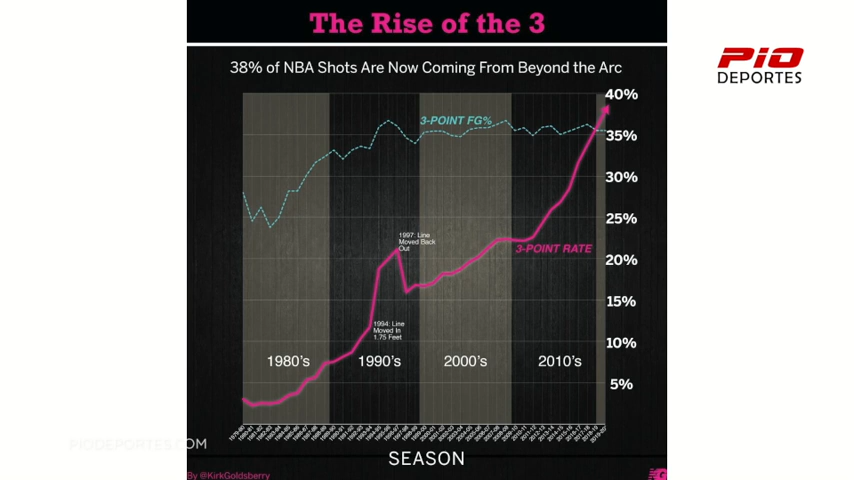 The Rise of the 3
38% of NBA Shots Are Now Coming From Beyond the Arc
PiO
DEPORTES
40%
3-POINT FG%
35%
30%
25%
1997: Line
Moved Back
Out
3-POINT RATE
20%
15%
1994: Line
Moved In
1.75 Feet
10%
1980's
1990's
2000's
2010's
5%
PIODEPORTES.COM
SEASON
By @KirkGoldsberry